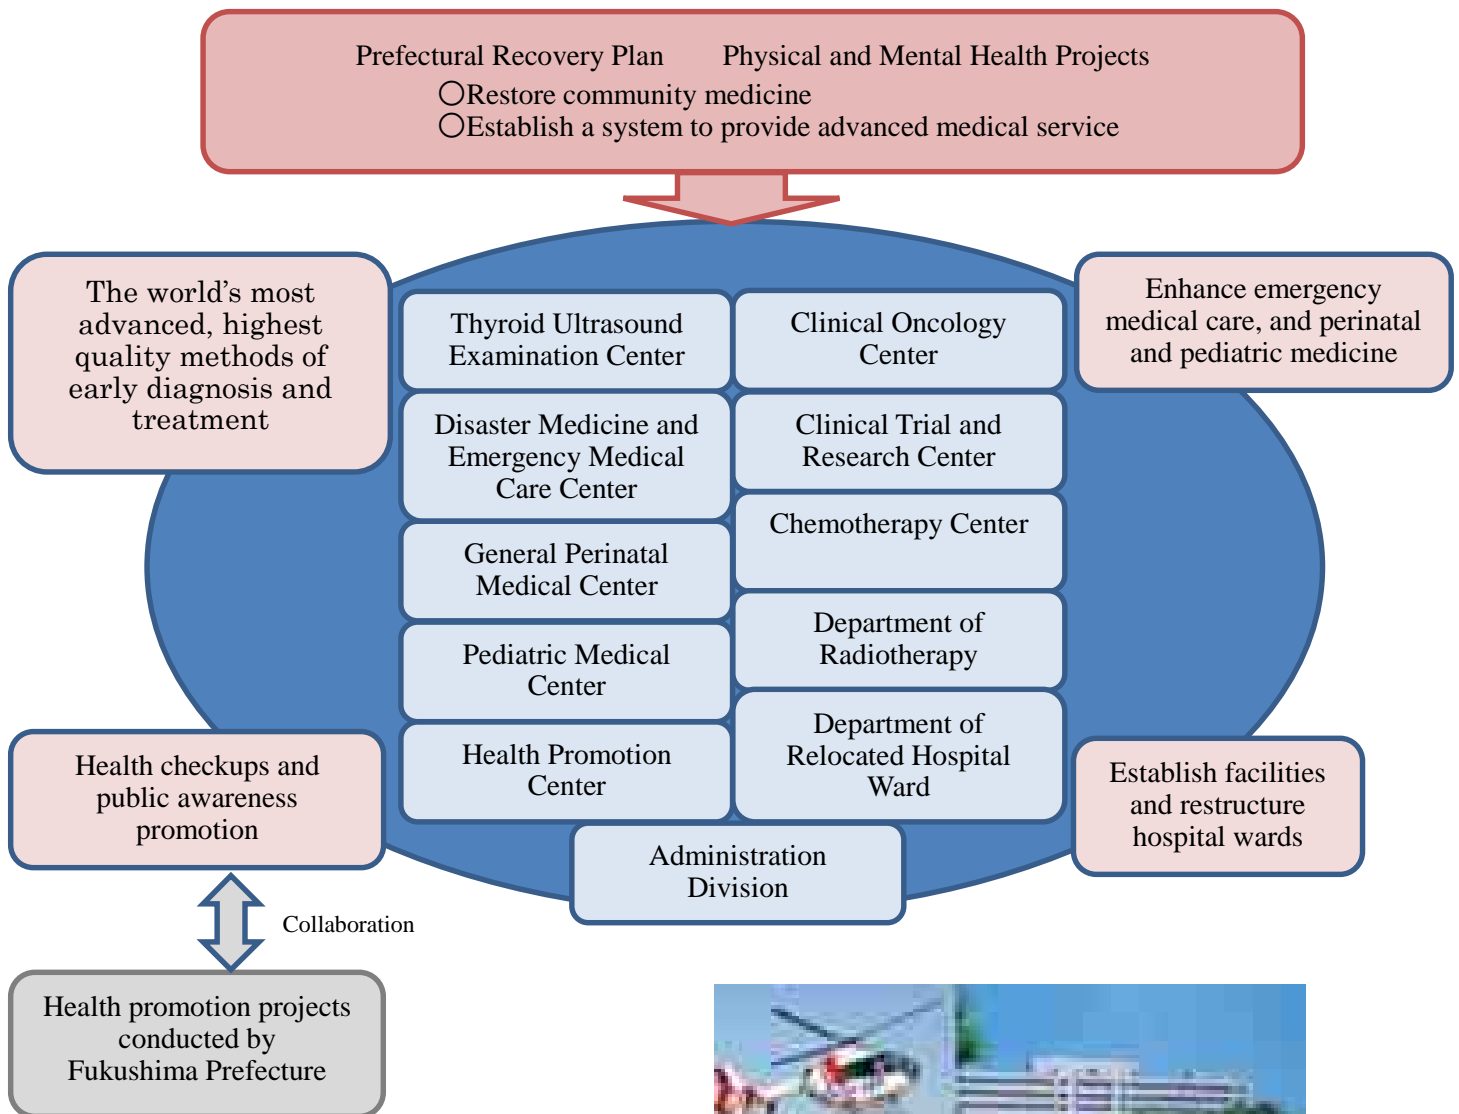 Prefectural Recovery Plan Physical and Mental Health Projects
○Restore community medicine
○Establish a system to provide advanced medical service
The world’s most
advanced, highest
quality methods of
early diagnosis and
treatment
Enhance emergency
medical care, and perinatal
and pediatric medicine
Thyroid Ultrasound
Examination Center
Disaster Medicine and
Emergency Medical
Care Center
General Perinatal
Medical Center
Pediatric Medical
Center
Health Promotion
Center
Clinical Oncology
Center
Clinical Trial and
Research Center
Chemotherapy Center
Department of
Radiotherapy
Department of
Relocated Hospital
Ward
Administration
Division
Health checkups and
public awareness
promotion
Establish facilities
and restructure
hospital wards
Collaboration
Health promotion projects
conducted by
Fukushima Prefecture